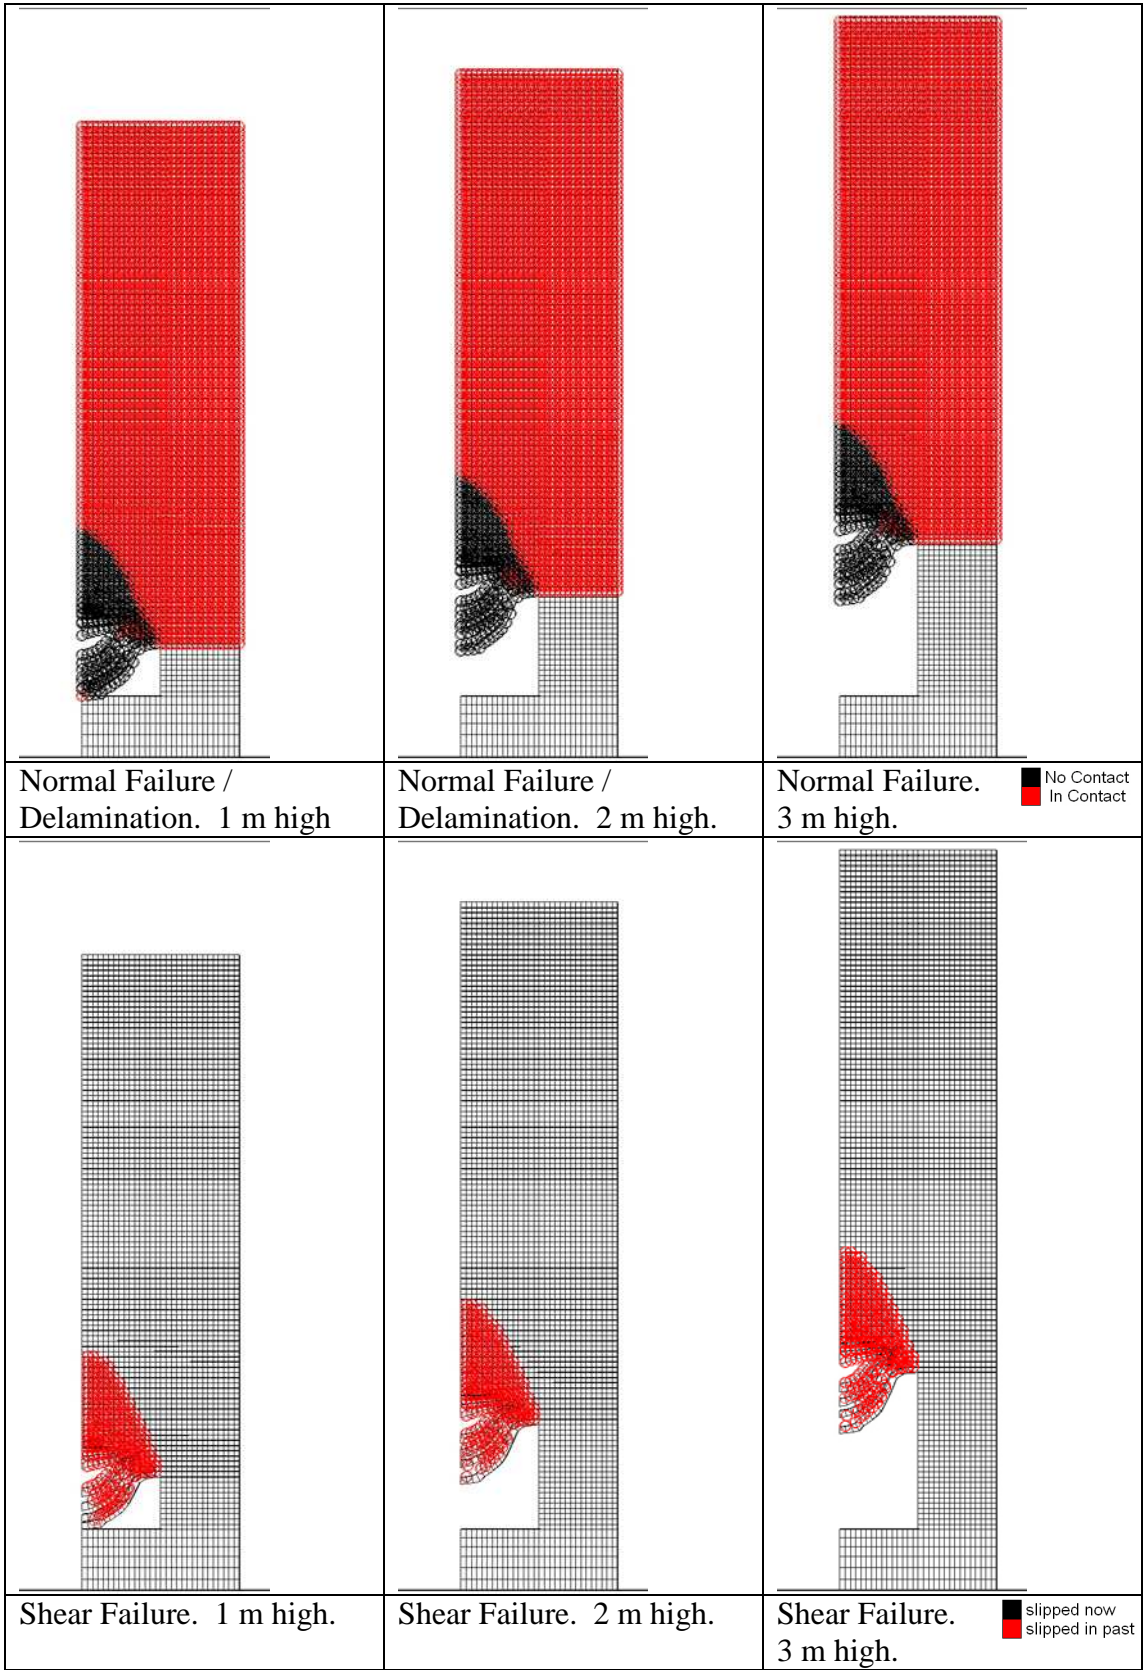 Normal Failure /
Delamination.  1 m high
Normal Failure /
Delamination.  2 m high.
Normal Failure.
3 m high.
No Contact
In Contact
Shear Failure.  1 m high.
Shear Failure.  2 m high.
Shear Failure.
3 m high.
slipped now
slipped in past